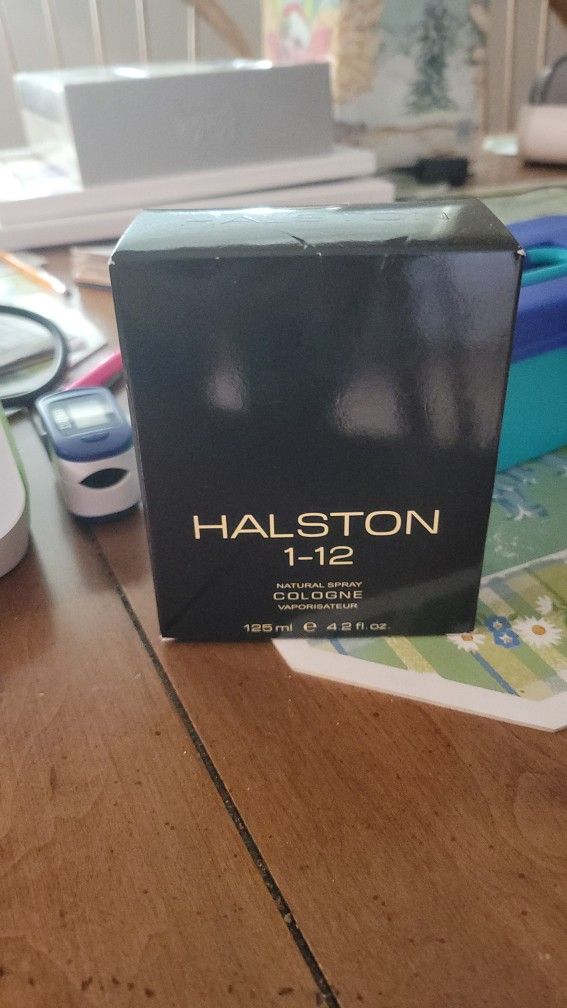 HALSTON
1-12
NATURAL SPRAY
COLOGNE
VAPORISATEUR
125 ml ℮ 4.2 fl. oz.